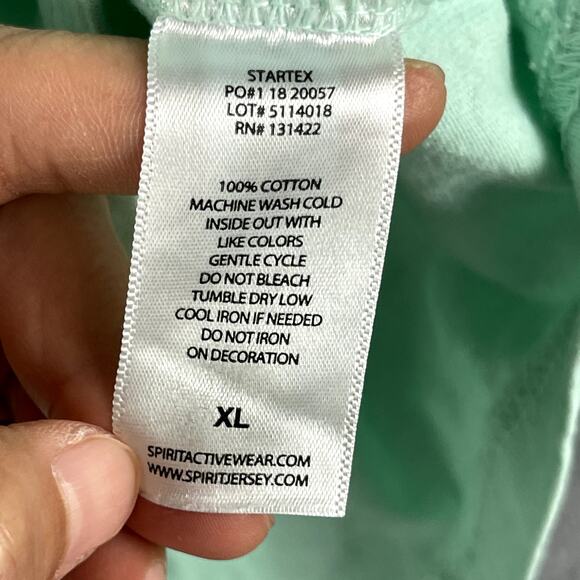 STARTEX
PO#1 18 20057
LOT# 5114018
RN# 131422
100% COTTON
MACHINE WASH COLD
INSIDE OUT WITH
LIKE COLORS
GENTLE CYCLE
DO NOT BLEACH
TUMBLE DRY LOW
COOL IRON IF NEEDED
DO NOT IRON
ON DECORATION
XL
SPIRITACTIVEWEAR.COM
WWW.SPIRITJERSEY.COM